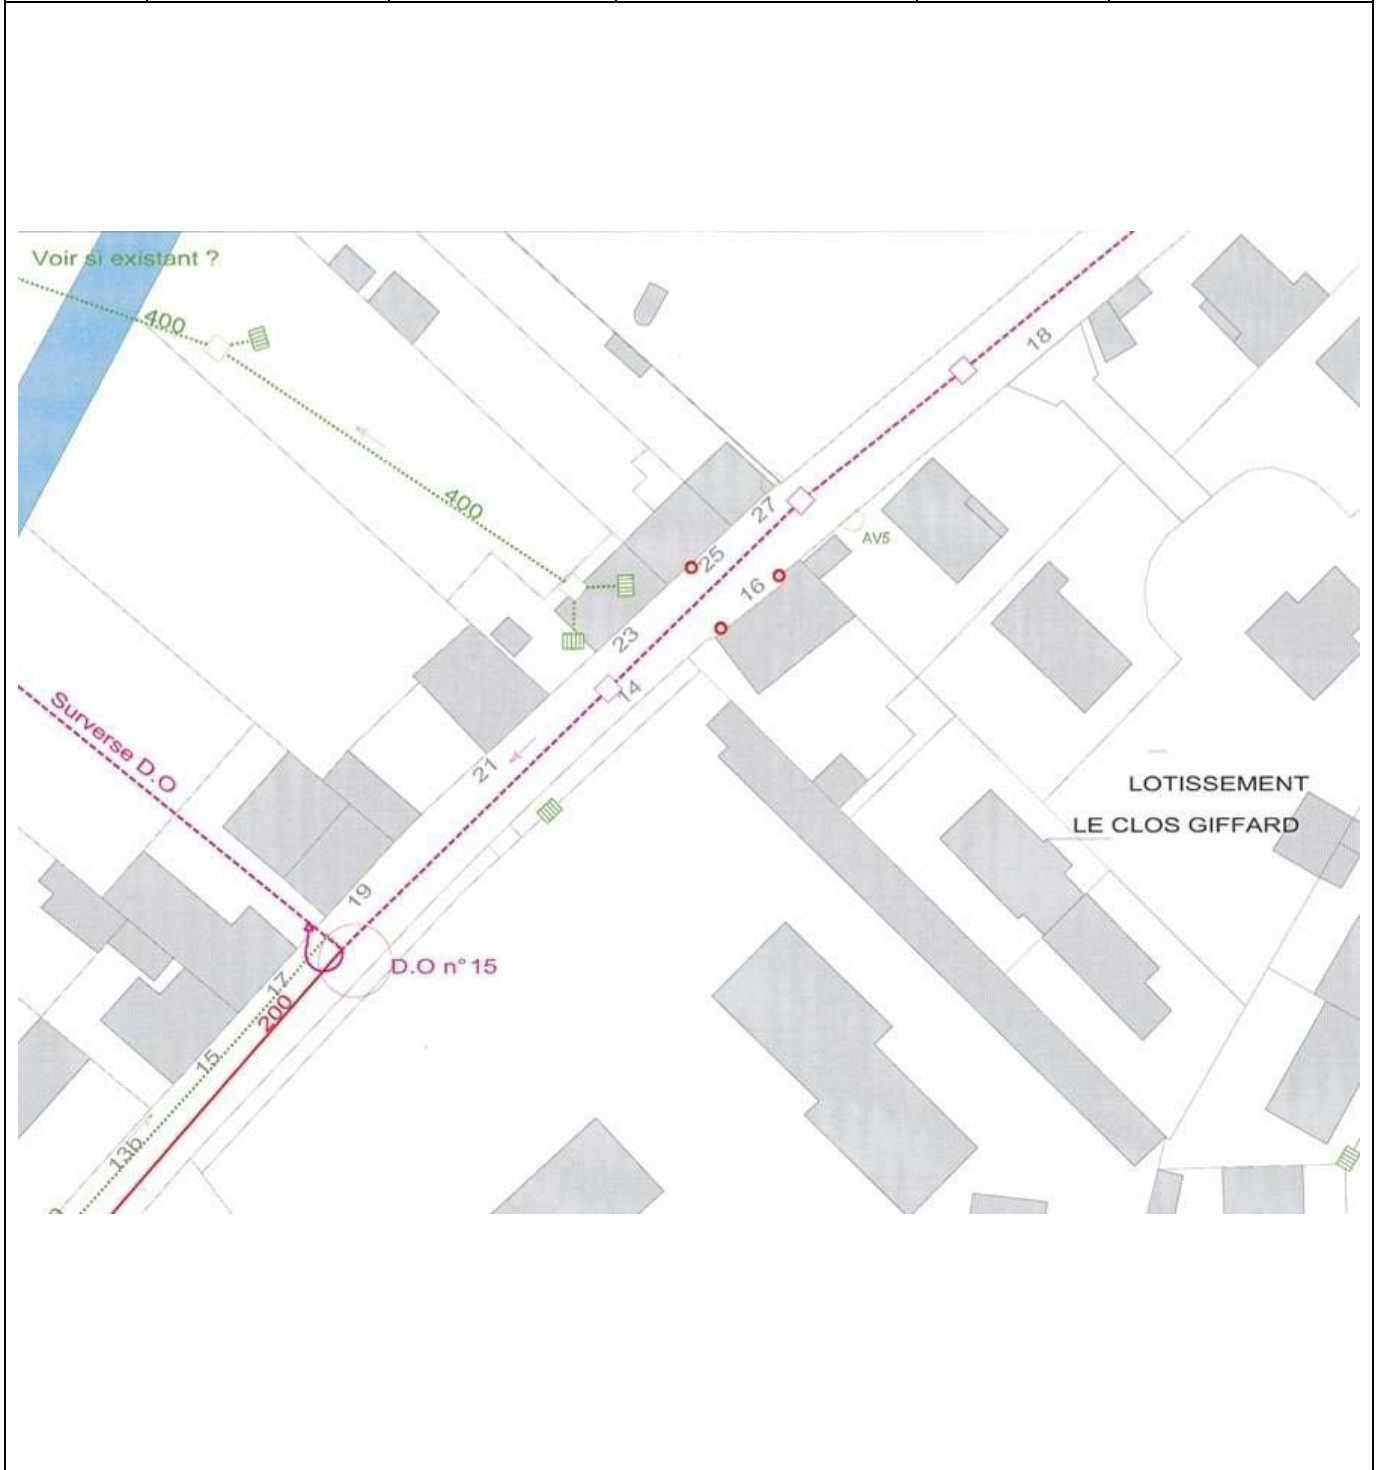 Voir si existant ?
400
18
400
27
AV5
25
16
23
14
Surverse D.O
21
LOTISSEMENT
LE CLOS GIFFARD
19
D.O n°15
17
200
15
13b